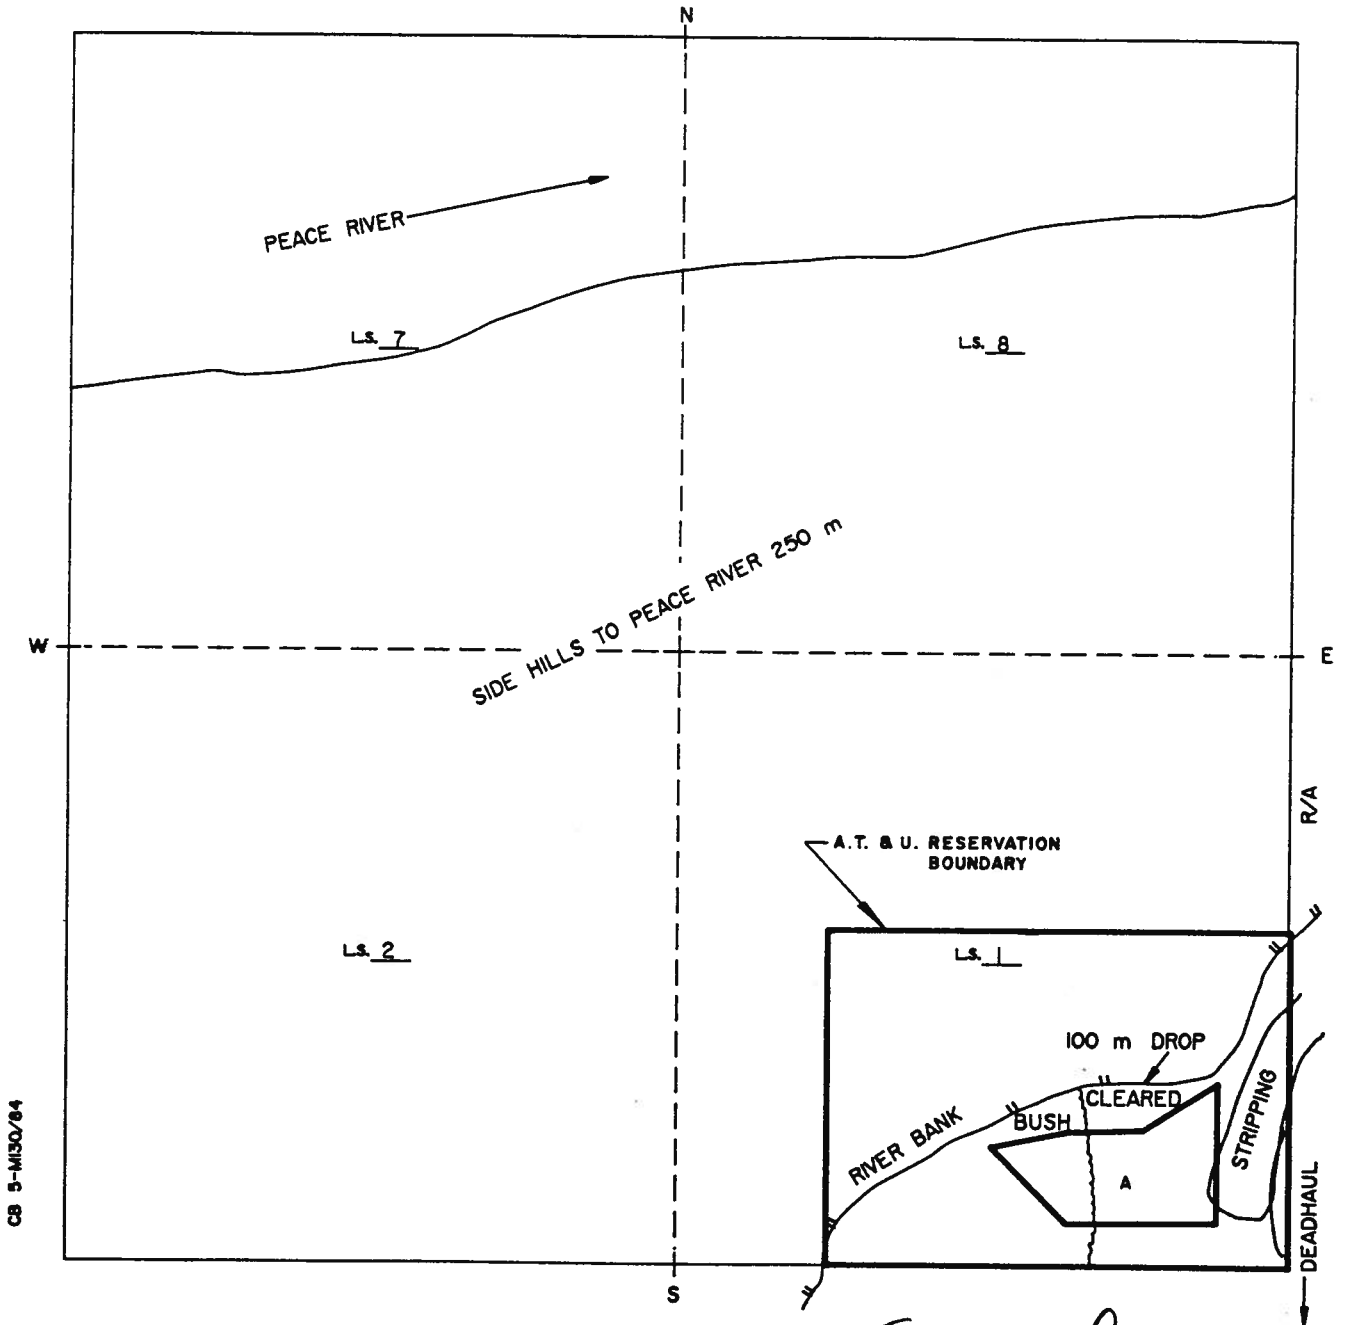 N
PEACE RIVER
L.S. 7
L.S. 8
SIDE HILLS TO PEACE RIVER 250 m
W
E
R/A
A.T. & U. RESERVATION
BOUNDARY
L.S. 2
L.S. 1
100 m DROP
CLEARED
BUSH
RIVER BANK
STRIPPING
A
DEADHAUL
CB 5-M130/84
S